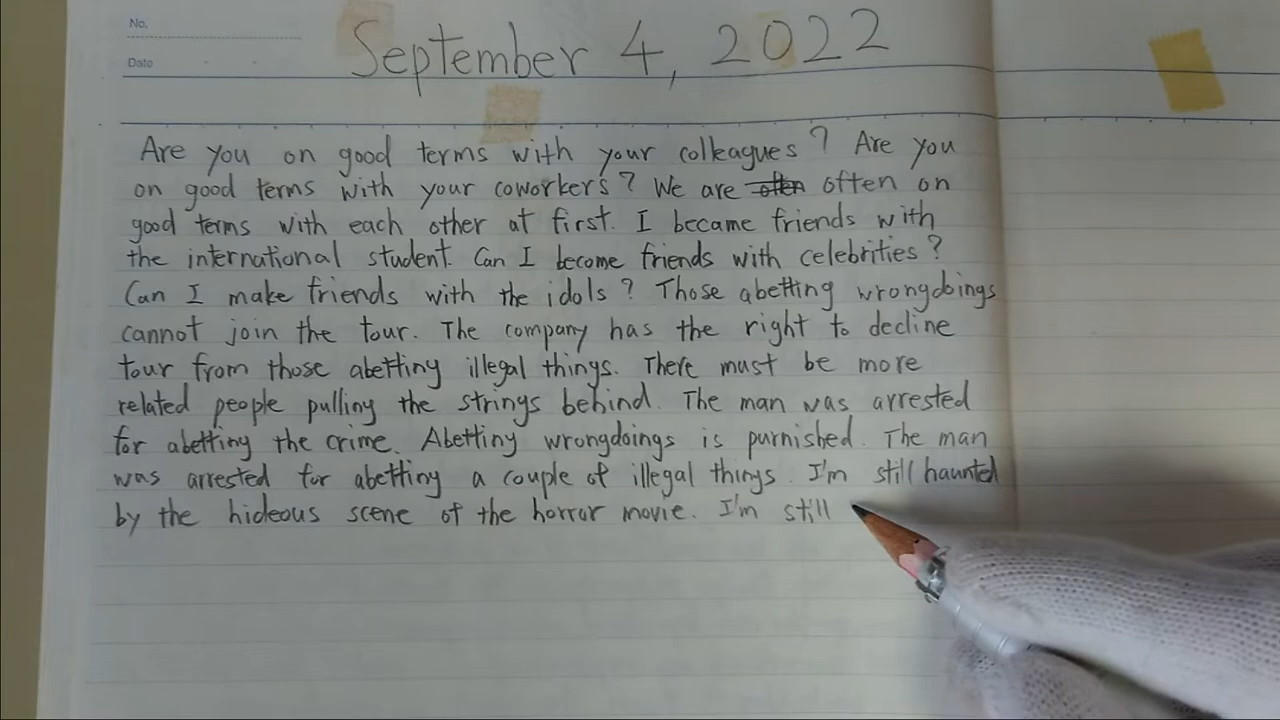 No.
Date
September 4, 2022
Are you on good terms with your colleagues? Are you
on good terms with your coworkers? We are often often on
good terms with each other at first. I became friends with
the international student. Can I become friends with celebrities?
Can I make friends with the idols? Those abetting wrongdoings
cannot join the tour. The company has the right to decline
tour from those abetting illegal things. There must be more
related people pulling the strings behind. The man was arrested
for abetting the crime. Abetting wrongdoings is purnished. The man
was arrested for abetting a couple of illegal things. I'm still haunted
by the hideous scene of the horror movie. I'm still